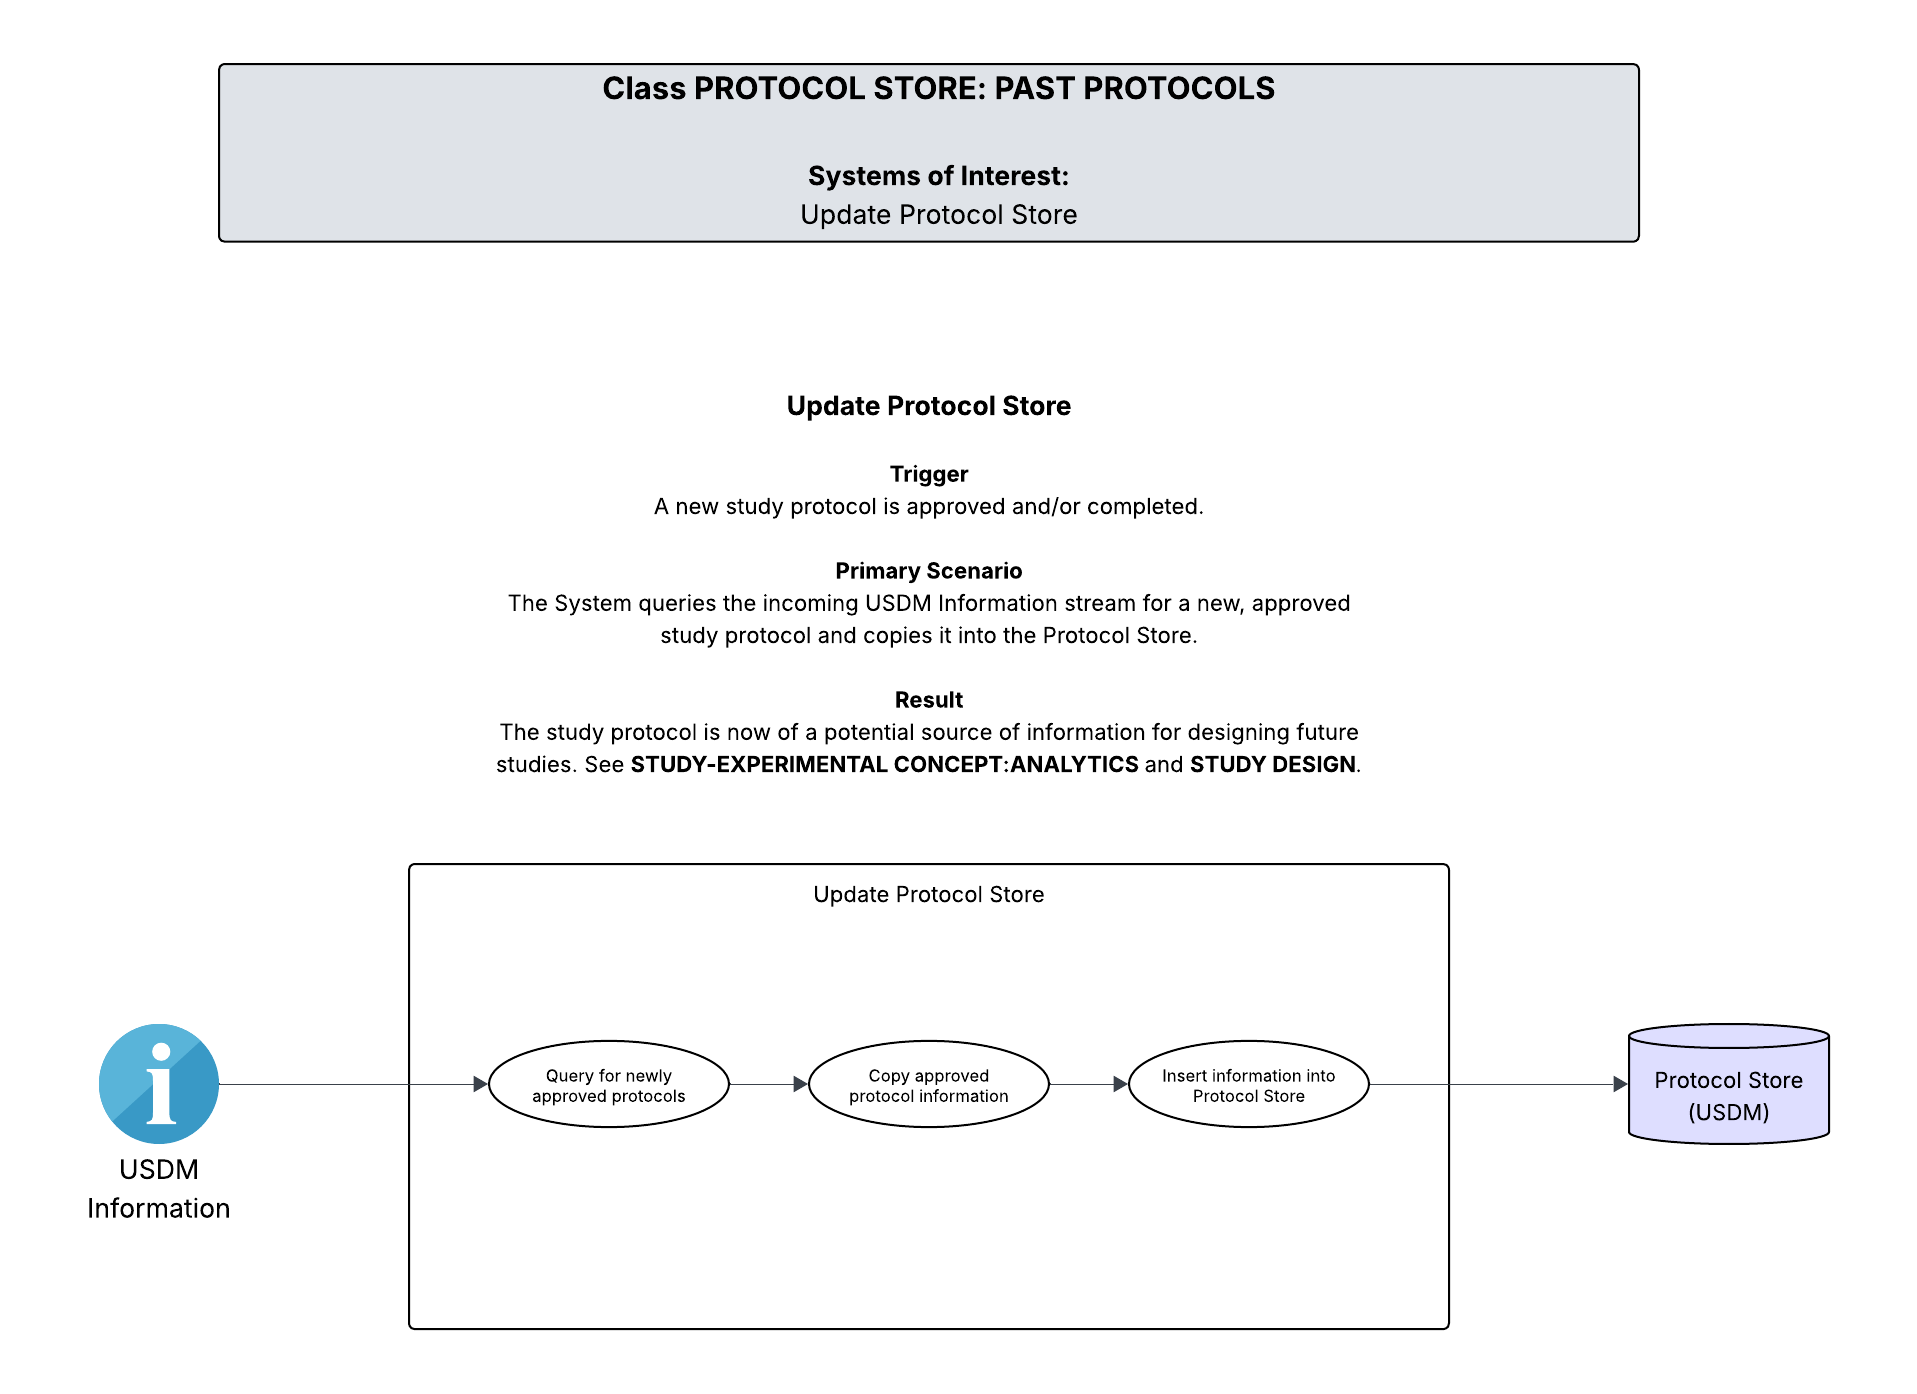 Class PROTOCOL STORE: PAST PROTOCOLS
Systems of Interest:
Update Protocol Store
Update Protocol Store
Trigger
A new study protocol is approved and/or completed.
Primary Scenario
The System queries the incoming USDM Information stream for a new, approved
study protocol and copies it into the Protocol Store.
Result
The study protocol is now of a potential source of information for designing future
studies. See STUDY-EXPERIMENTAL CONCEPT:ANALYTICS and STUDY DESIGN.
Update Protocol Store
USDM
Information
Query for newly
approved protocols
Copy approved
protocol information
Insert information into
Protocol Store
Protocol Store
(USDM)